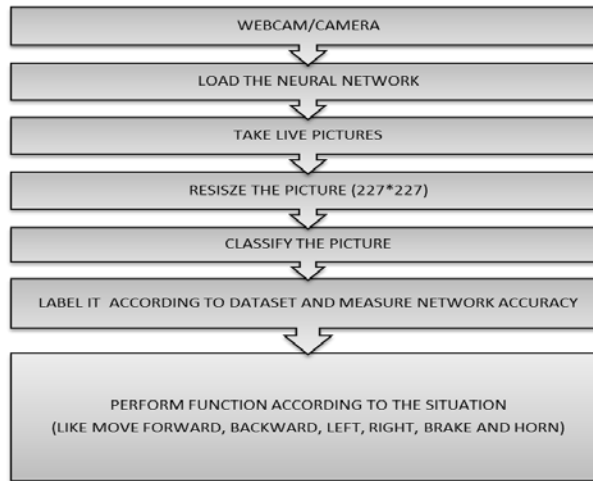 WEBCAM/CAMERA
LOAD THE NEURAL NETWORK
TAKE LIVE PICTURES
RESISZE THE PICTURE (227*227)
CLASSIFY THE PICTURE
LABEL IT ACCORDING TO DATASET AND MEASURE NETWORK ACCURACY
PERFORM FUNCTION ACCORDING TO THE SITUATION
(LIKE MOVE FORWARD, BACKWARD, LEFT, RIGHT, BRAKE AND HORN)